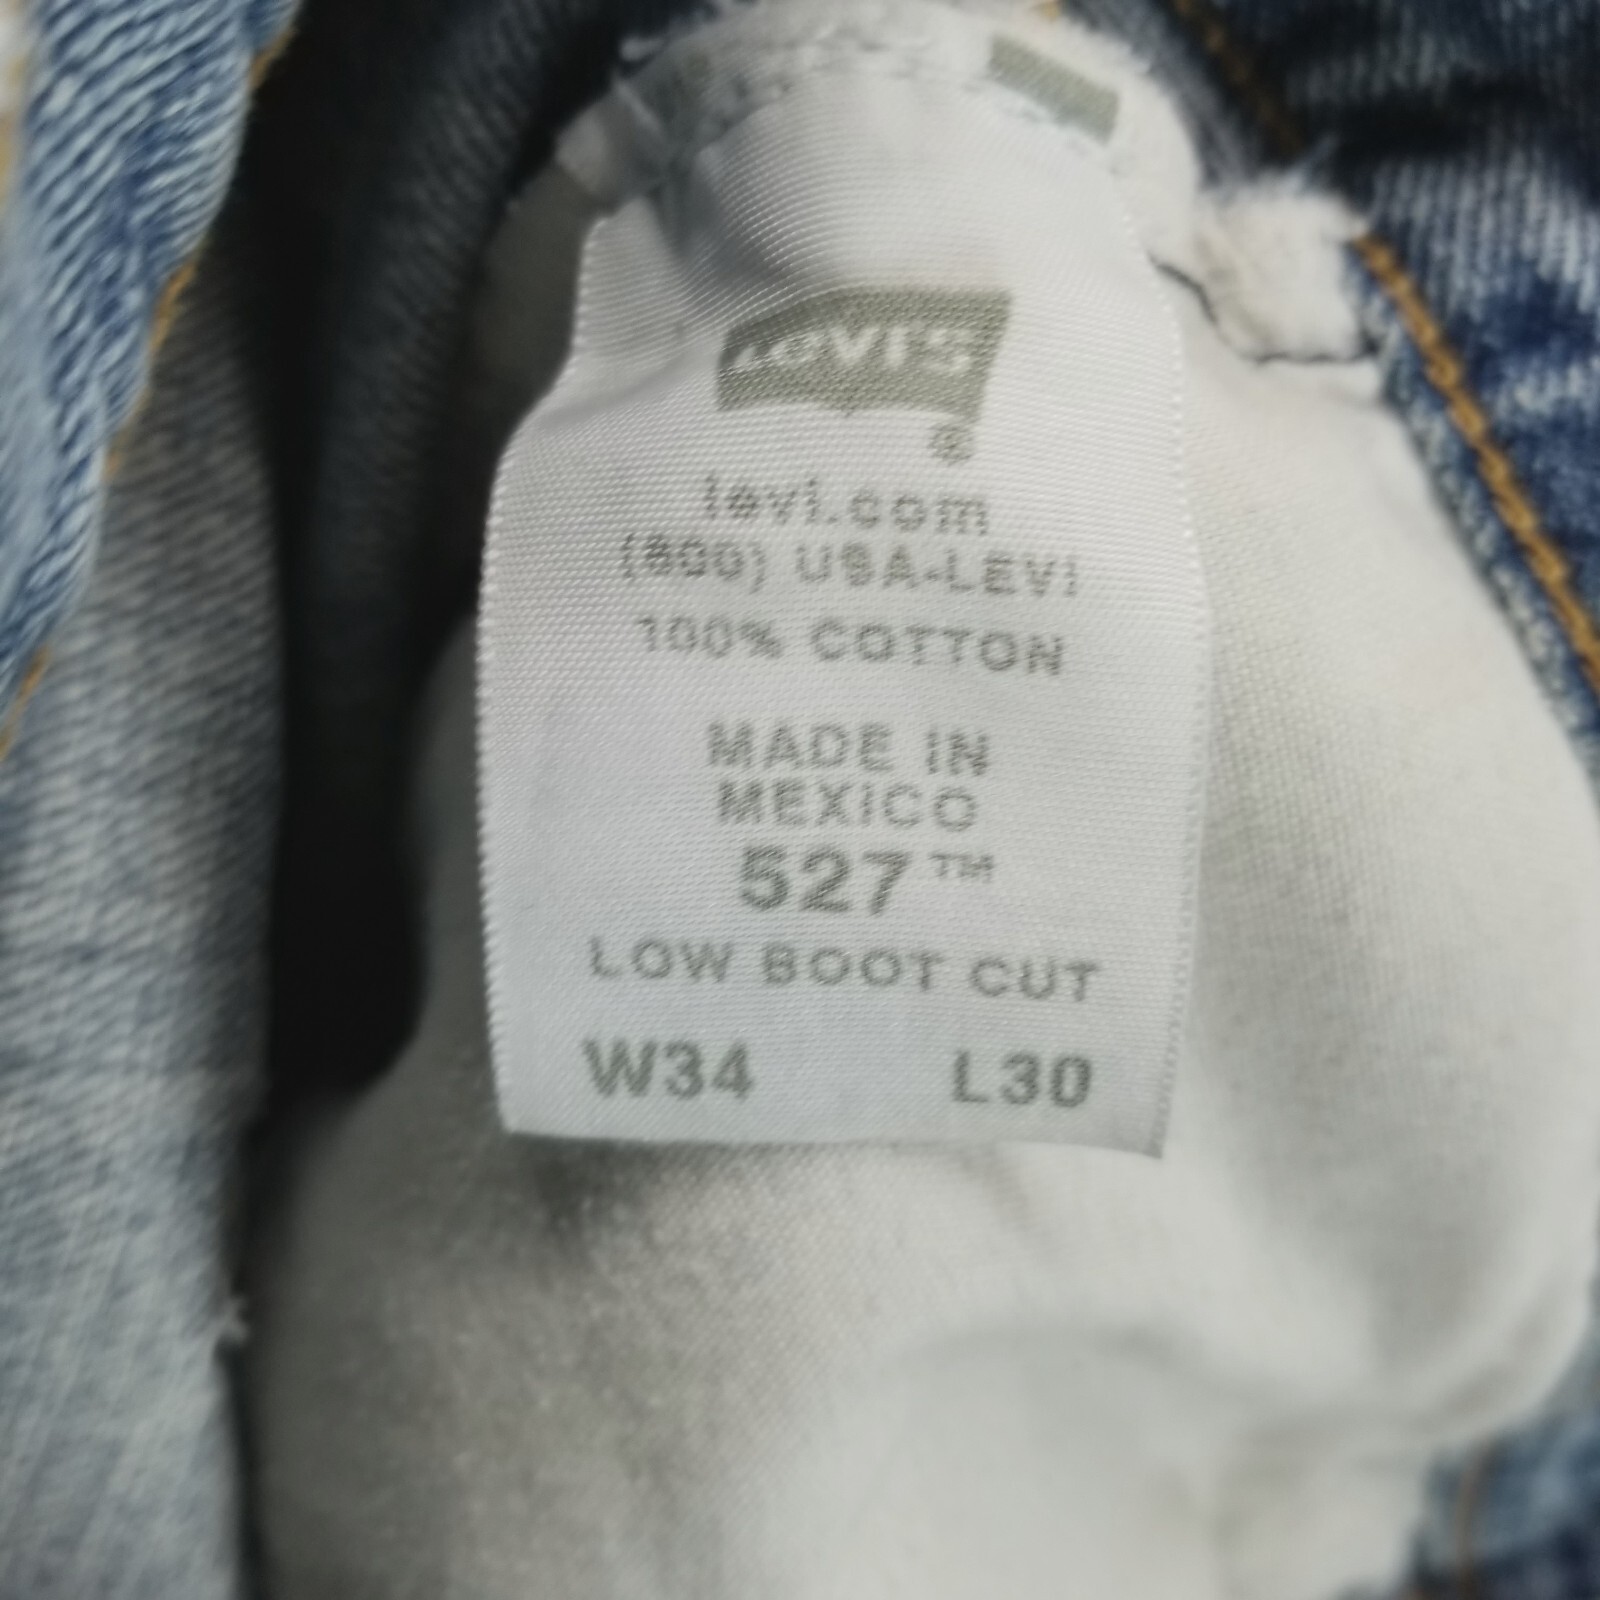 Levi's
®
levi.com
(800) USA-LEVI
100% COTTON
MADE IN
MEXICO
527™
LOW BOOT CUT
W34 L30